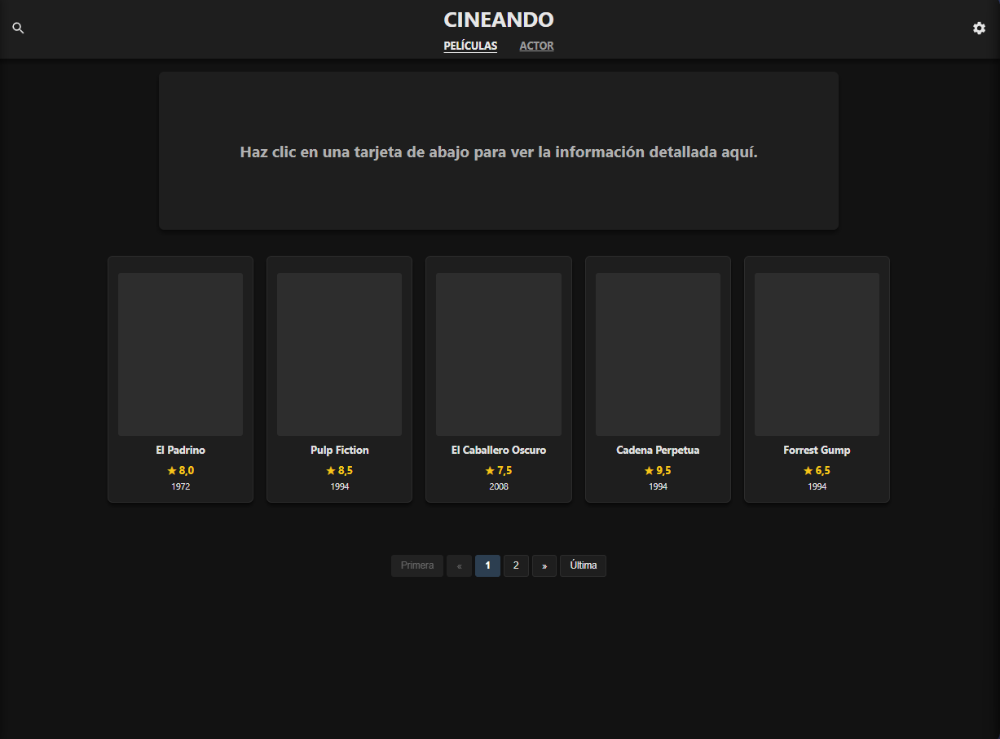 CINEANDO
PELÍCULAS ACTOR
Haz clic en una tarjeta de abajo para ver la información detallada aquí.
El Padrino
★ 8,0
1972
Pulp Fiction
★ 8,5
1994
El Caballero Oscuro
★ 7,5
2008
Cadena Perpetua
★ 9,5
1994
Forrest Gump
★ 6,5
1994
Primera « 1 2 » Última